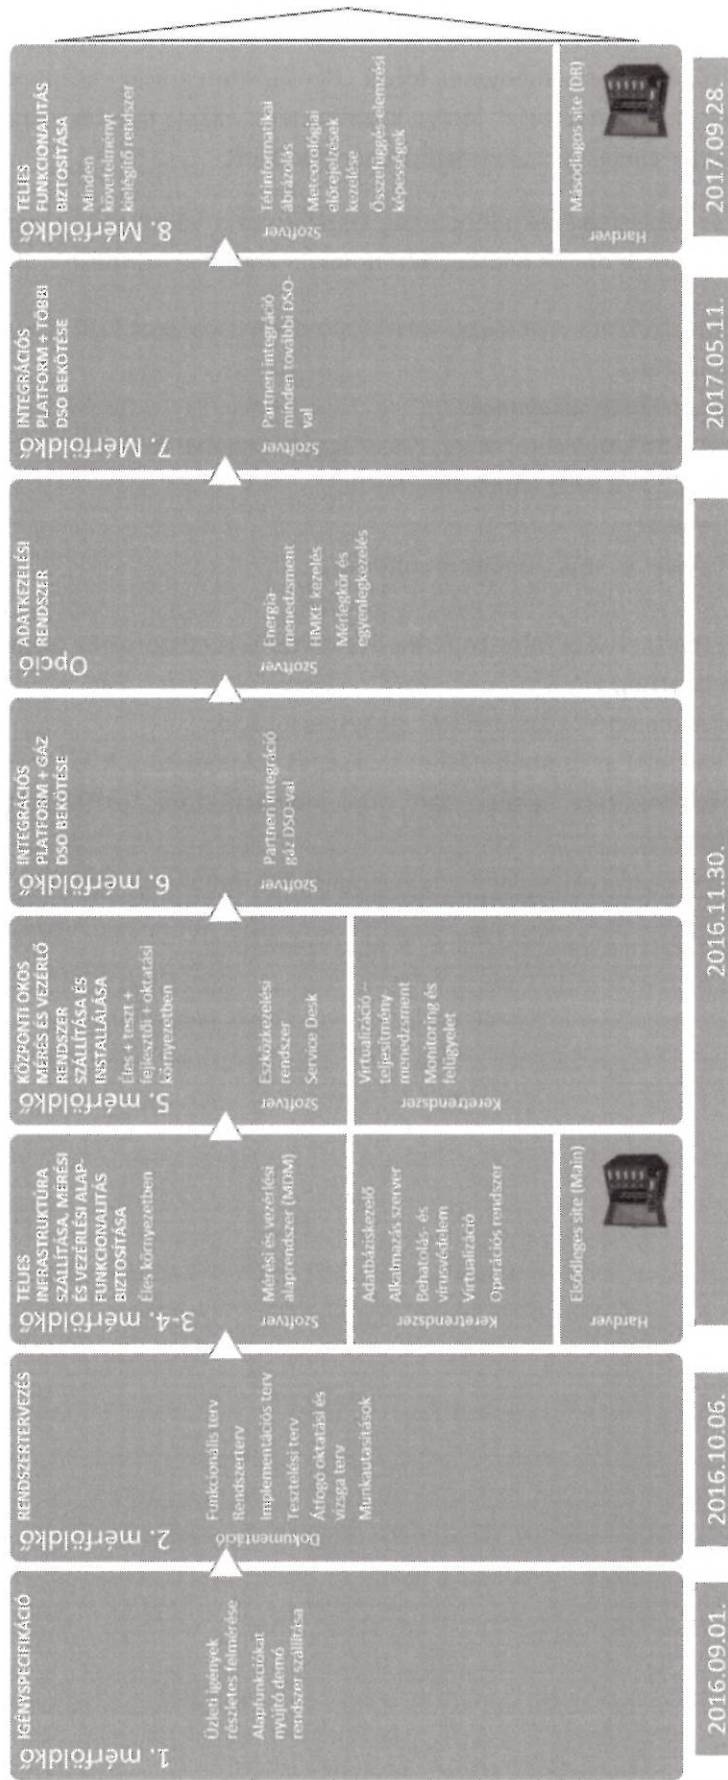 1. mérföldkő
IGÉNYSPECIFIKÁCIÓ
Üzleti igények
részletes felmérése
Alapfunkciókat
nyújtó demó
rendszer szállítása
2. mérföldkő
RENDSZERTERVEZÉS
Dokumentáció
Funkcionális terv
Rendszerterv
Implementációs terv
Tesztelési terv
Átfogó oktatási és
vizsga terv
Munkautasítások
3-4. mérföldkő
TELJES
INFRASTRUKTÚRA
SZÁLLÍTÁSA, MÉRÉSI
ÉS VEZÉRLÉSI ALAP-
FUNKCIONALITÁS
BIZTOSÍTÁSA
Éles környezetben
Szoftver
Mérési és vezérlési
alaprendszer (MDM)
Keretrendszer
Adatbáziskezelő
Alkalmazás szerver
Behatolás- és
vírusvédelem
Virtualizáció
Operációs rendszer
Hardver
Elsődleges site (Main)
5. mérföldkő
KÖZPONTI OKOS
MÉRÉS ÉS VEZÉRLŐ
RENDSZER
SZÁLLÍTÁSA ÉS
INSTALLÁLÁSA
Éles + teszt +
fejlesztői + oktatási
környezetben
Szoftver
Eszközkezelési
rendszer
Service Desk
Keretrendszer
Virtualizáció –
teljesítmény
menedzsment
Monitoring és
felügyelet
6. mérföldkő
INTEGRÁCIÓS
PLATFORM + GÁZ
DSO BEKÖTÉSE
Szoftver
Partneri integráció
gáz DSO-val
Opció
ADATKEZELÉSI
RENDSZER
Szoftver
Energia-
menedzsment
HMKE kezelés
Mérlegkör és
egyenlegkezelés
7. Mérföldkő
INTEGRÁCIÓS
PLATFORM + TÖBBI
DSO BEKÖTÉSE
Szoftver
Partneri integráció
minden további DSO-
val
8. Mérföldkő
TELJES
FUNKCIONALITÁS
BIZTOSÍTÁSA
Minden
követelményt
kielégítő rendszer
Szoftver
Térinformatikai
ábrázolás
Meteorológiai
előrejelzések
kezelése
Összefüggés-elemzési
képességek
Hardver
Másodlagos site (DR)
2016.09.01.
2016.10.06.
2016.11.30.
2017.05.11.
2017.09.28.